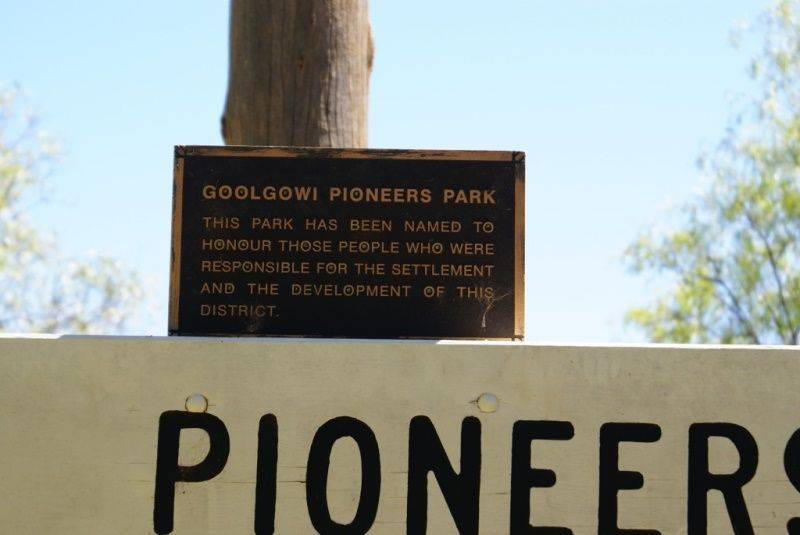 GOOLGOWI PIONEERS PARK
THIS PARK HAS BEEN NAMED TO
HONOUR THOSE PEOPLE WHO WERE
RESPONSIBLE FOR THE SETTLEMENT
AND THE DEVELOPMENT OF THIS
DISTRICT.
PIONEERS